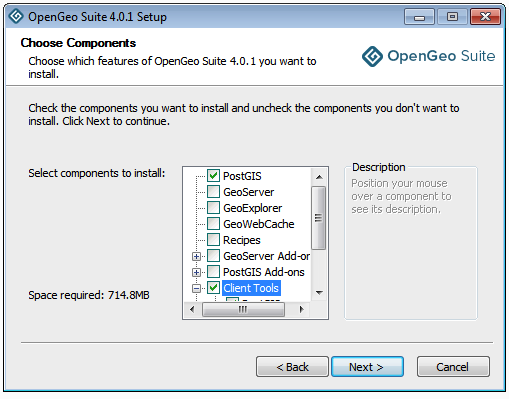 OpenGeo Suite 4.0.1 Setup
Choose Components
Choose which features of OpenGeo Suite 4.0.1 you want to
install.
OpenGeo Suite
Check the components you want to install and uncheck the components you don't want to
install. Click Next to continue.
Select components to install:
PostGIS
GeoServer
GeoExplorer
GeoWebCache
Recipes
GeoServer Add-or
PostGIS Add-ons
Client Tools
Description
Position your mouse
over a component to
see its description.
Space required: 714.8MB
< Back
Next >
Cancel